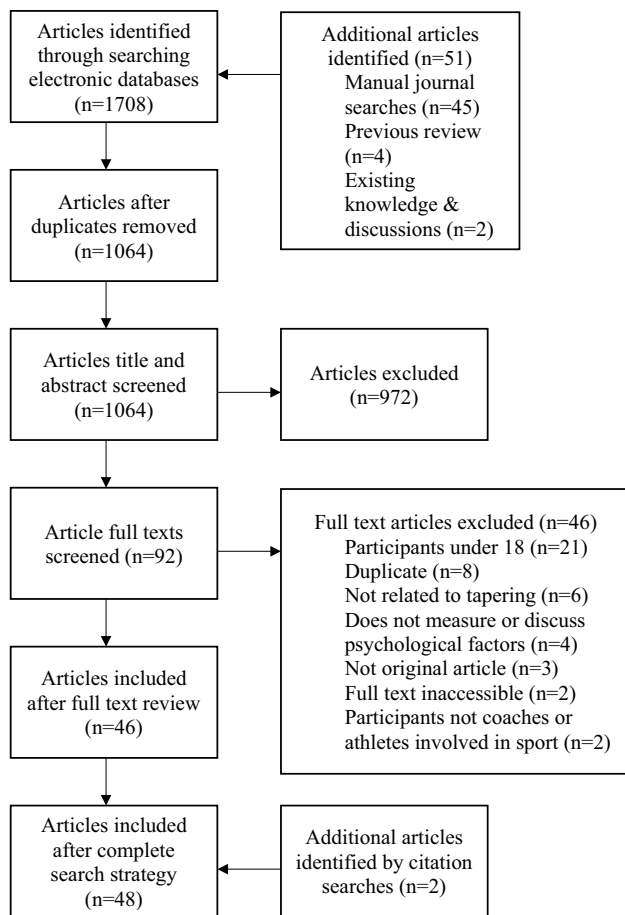 Articles identified
through searching
electronic databases
(n=1708)
Additional articles
identified (n=51)
Manual journal
searches (n=45)
Previous review
(n=4)
Existing
knowledge &
discussions (n=2)
Articles after
duplicates removed
(n=1064)
Articles title and
abstract screened
(n=1064)
Articles excluded
(n=972)
Article full texts
screened (n=92)
Full text articles excluded (n=46)
Participants under 18 (n=21)
Duplicate (n=8)
Not related to tapering (n=6)
Does not measure or discuss
psychological factors (n=4)
Not original article (n=3)
Full text inaccessible (n=2)
Participants not coaches or
athletes involved in sport (n=2)
Articles included
after full text review
(n=46)
Articles included
after complete
search strategy
(n=48)
Additional articles
identified by citation
searches (n=2)